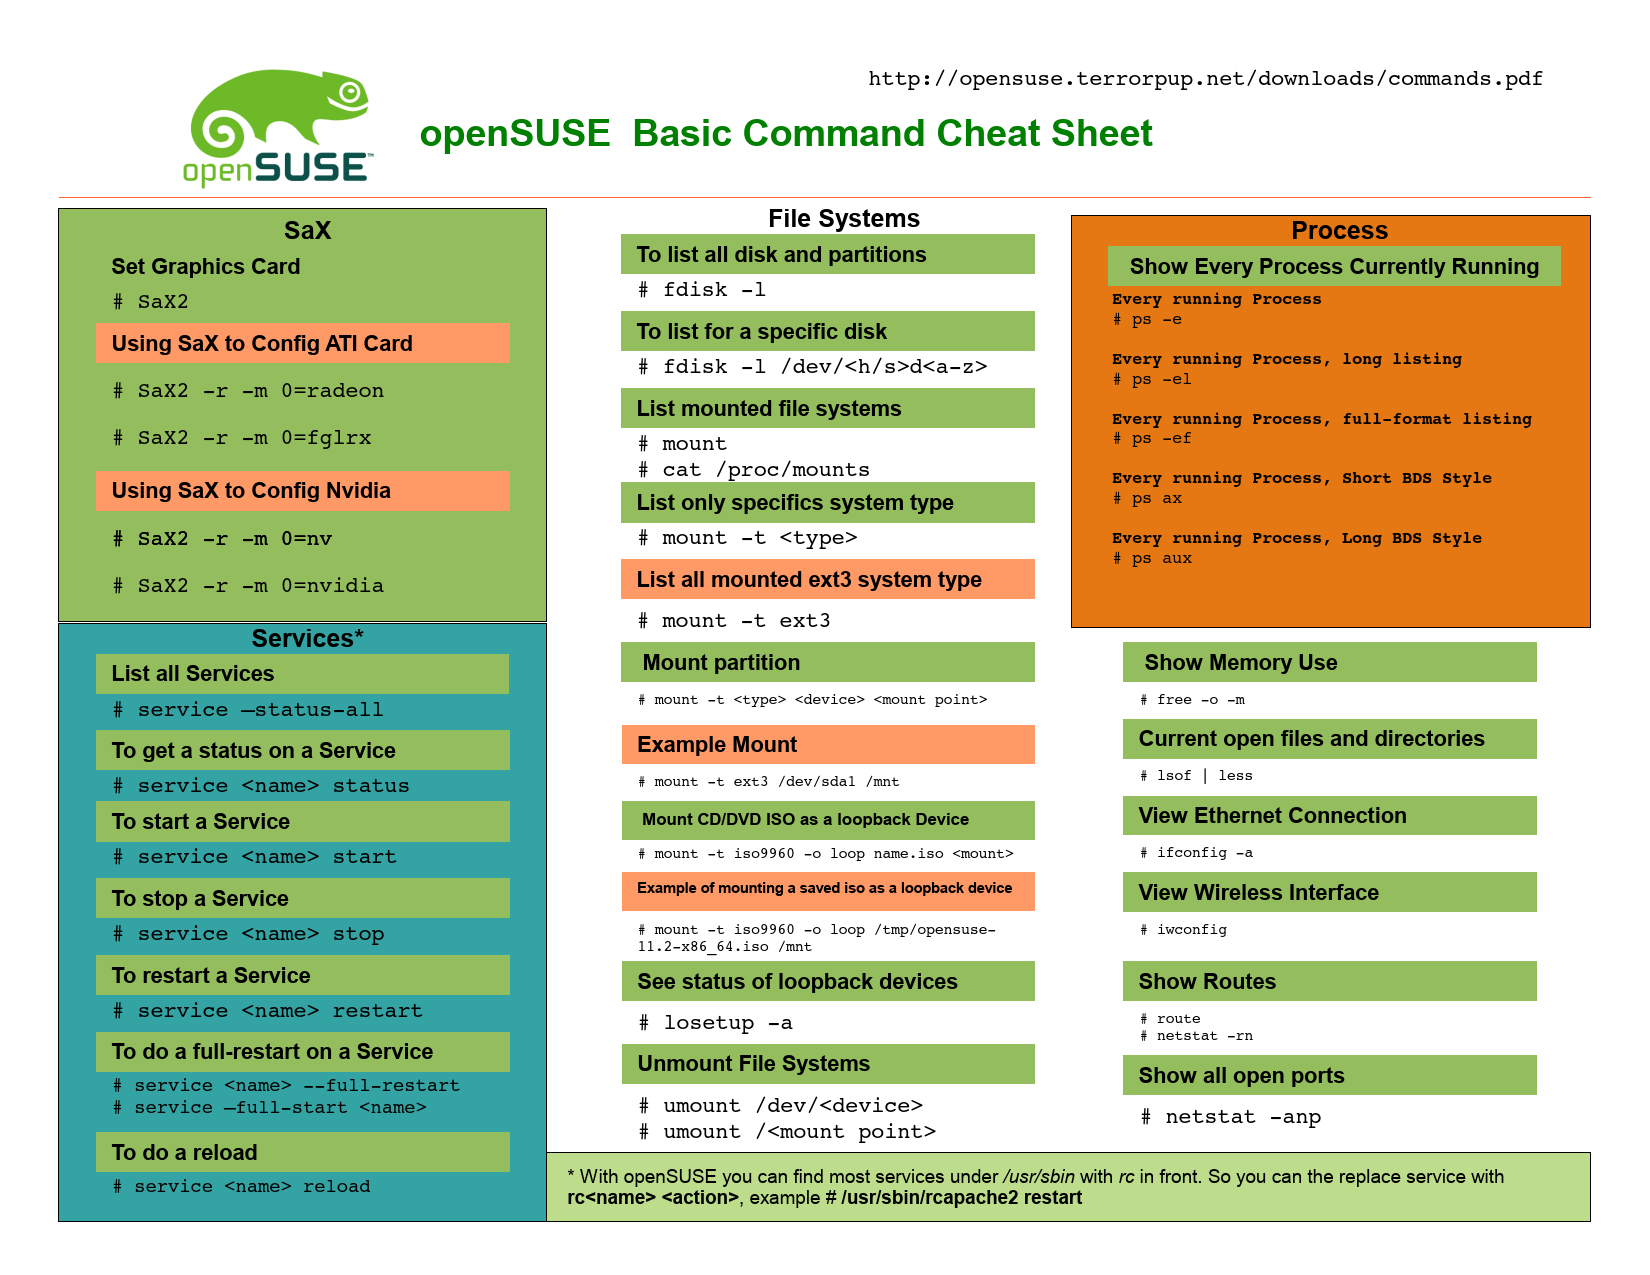 http://opensuse.terrorpup.net/downloads/commands.pdf
openSUSE™
openSUSE  Basic Command Cheat Sheet
SaX
Set Graphics Card
# SaX2
Using SaX to Config ATI Card
# SaX2 -r -m 0=radeon
# SaX2 -r -m 0=fglrx
Using SaX to Config Nvidia
# SaX2 -r -m 0=nv
# SaX2 -r -m 0=nvidia
Services*
List all Services
# service —status-all
To get a status on a Service
# service <name> status
To start a Service
# service <name> start
To stop a Service
# service <name> stop
To restart a Service
# service <name> restart
To do a full-restart on a Service
# service <name> --full-restart
# service —full-start <name>
To do a reload
# service <name> reload
File Systems
To list all disk and partitions
# fdisk -l
To list for a specific disk
# fdisk -l /dev/<h/s>d<a-z>
List mounted file systems
# mount
# cat /proc/mounts
List only specifics system type
# mount -t <type>
List all mounted ext3 system type
# mount -t ext3
Mount partition
# mount -t <type> <device> <mount point>
Example Mount
# mount -t ext3 /dev/sda1 /mnt
Mount CD/DVD ISO as a loopback Device
# mount -t iso9960 -o loop name.iso <mount>
Example of mounting a saved iso as a loopback device
# mount -t iso9960 -o loop /tmp/opensuse-
11.2-x86_64.iso /mnt
See status of loopback devices
# losetup -a
Unmount File Systems
# umount /dev/<device>
# umount /<mount point>
Process
Show Every Process Currently Running
Every running Process
# ps -e
Every running Process, long listing
# ps -el
Every running Process, full-format listing
# ps -ef
Every running Process, Short BDS Style
# ps ax
Every running Process, Long BDS Style
# ps aux
Show Memory Use
# free -o -m
Current open files and directories
# lsof | less
View Ethernet Connection
# ifconfig -a
View Wireless Interface
# iwconfig
Show Routes
# route
# netstat -rn
Show all open ports
# netstat -anp
* With openSUSE you can find most services under /usr/sbin with rc in front. So you can the replace service with
rc<name> <action>, example # /usr/sbin/rcapache2 restart